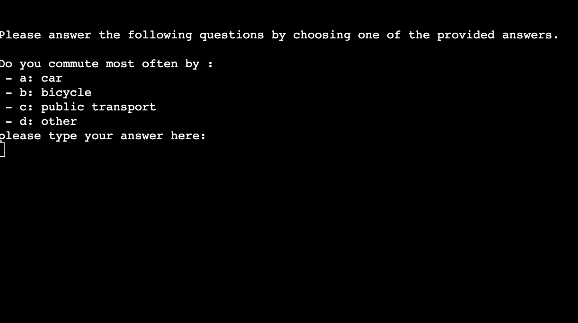 Please answer the following questions by choosing one of the provided answers.
Do you commute most often by :
- a: car
- b: bicycle
- c: public transport
- d: other
please type your answer here: